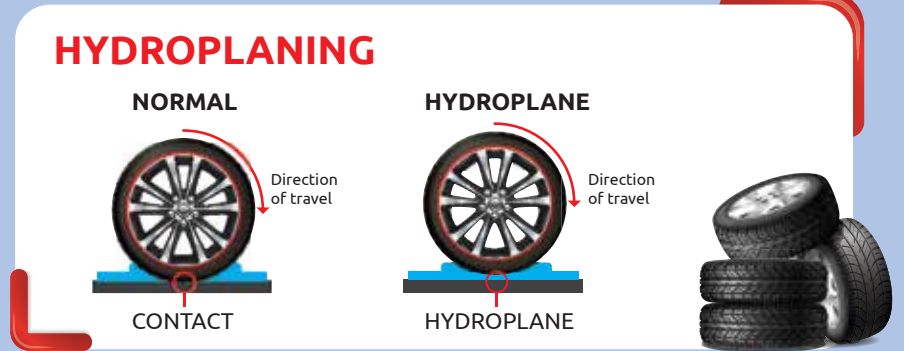 HYDROPLANING
NORMAL
Direction
of travel
CONTACT
HYDROPLANE
Direction
of travel
HYDROPLANE